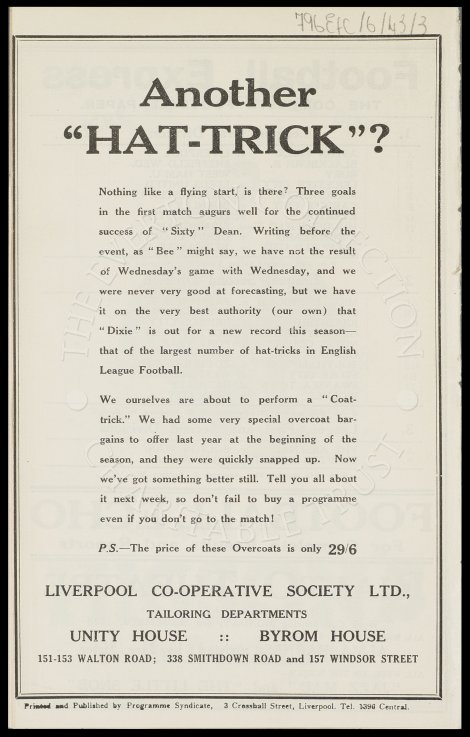 796EFC/6/43/3
Another
“HAT-TRICK”?
Nothing like a flying start, is there? Three goals
in the first match augurs well for the continued
success of “Sixty” Dean. Writing before the
event, as “Bee” might say, we have not the result
of Wednesday's game with Wednesday, and we
were never very good at forecasting, but we have
it on the very best authority (our own) that
“Dixie” is out for a new record this season—
that of the largest number of hat-tricks in English
League Football.
We ourselves are about to perform a “Coat-
trick.” We had some very special overcoat bar-
gains to offer last year at the beginning of the
season, and they were quickly snapped up. Now
we've got something better still. Tell you all about
it next week, so don't fail to buy a programme
even if you don't go to the match!
P.S.—The price of these Overcoats is only 29/6
LIVERPOOL CO-OPERATIVE SOCIETY LTD.,
TAILORING DEPARTMENTS
UNITY HOUSE :: BYROM HOUSE
151-153 WALTON ROAD; 338 SMITHDOWN ROAD and 157 WINDSOR STREET
Printed and Published by Programme Syndicate, 3 Crosshall Street, Liverpool. Tel. 1396 Central.
THE EVERTON COLLECTION
CHARITABLE TRUST